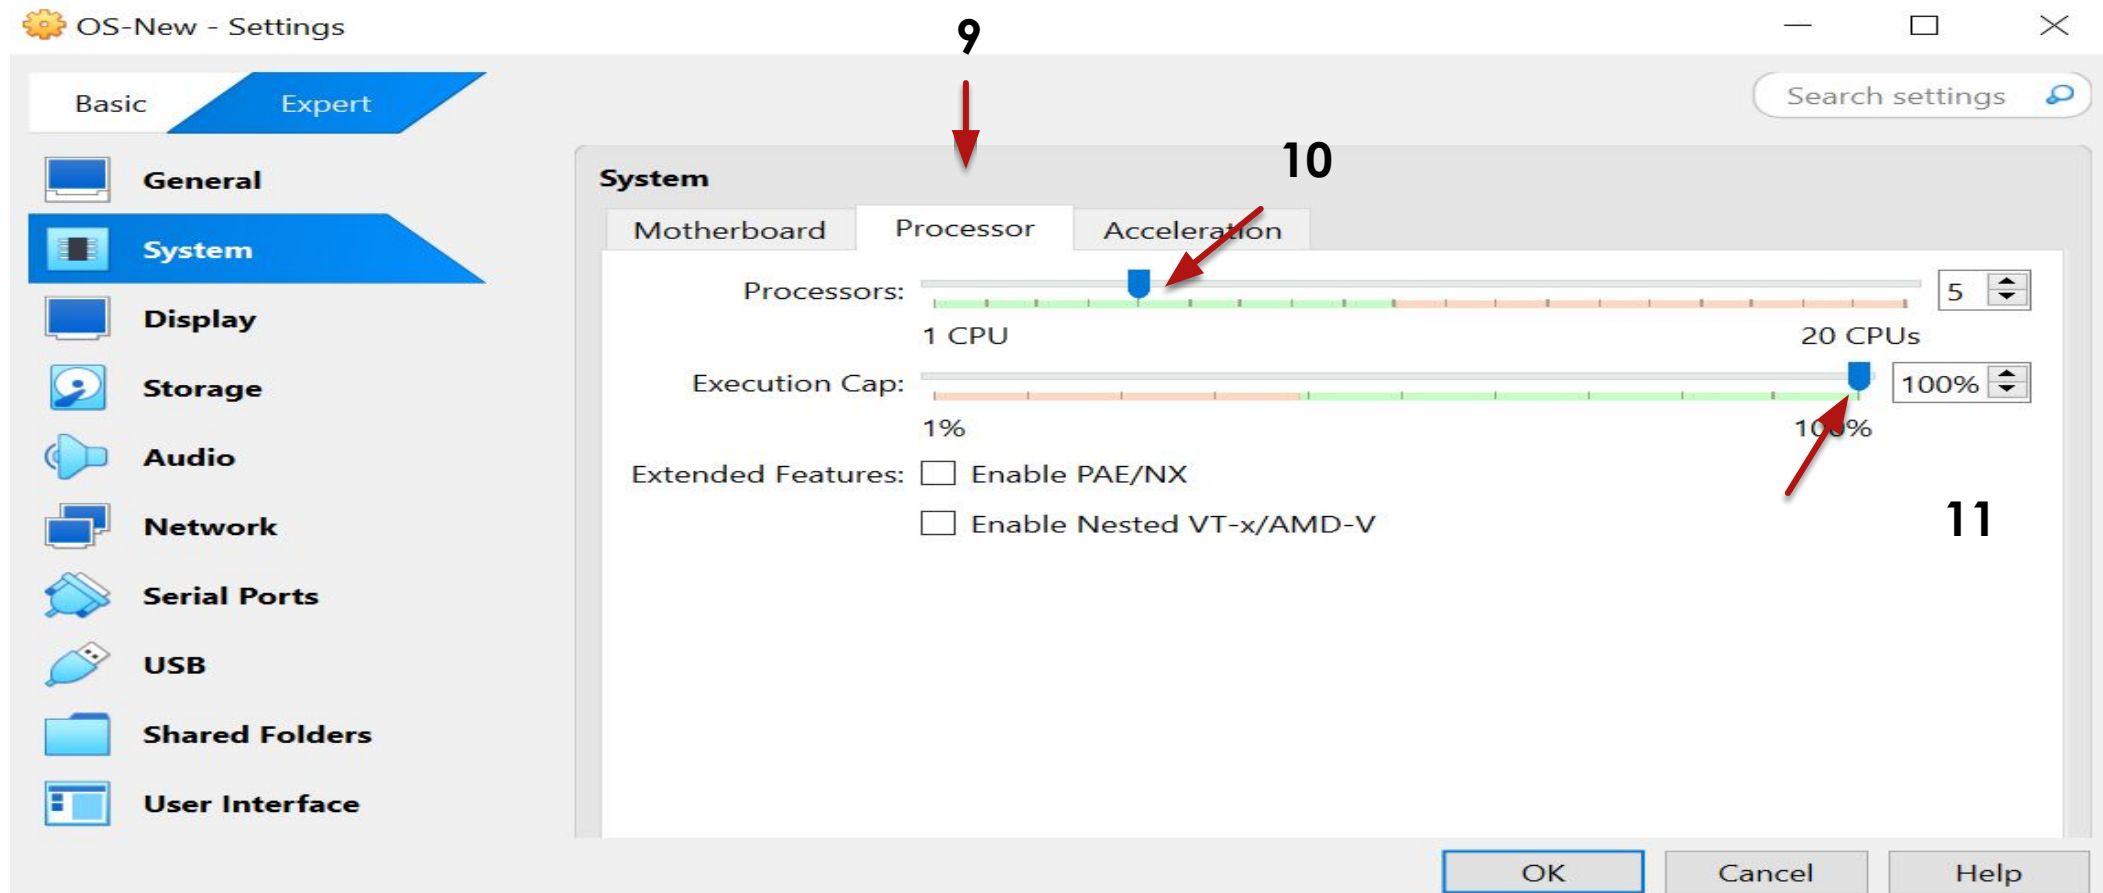 OS-New - Settings
9
Basic
Expert
Search settings
10
General
System
Display
Storage
Audio
Network
Serial Ports
USB
Shared Folders
User Interface
System
Motherboard
Processor
Acceleration
Processors:
5
1 CPU
20 CPUs
Execution Cap:
100%
1%
100%
Extended Features:
Enable PAE/NX
Enable Nested VT-x/AMD-V
11
OK
Cancel
Help